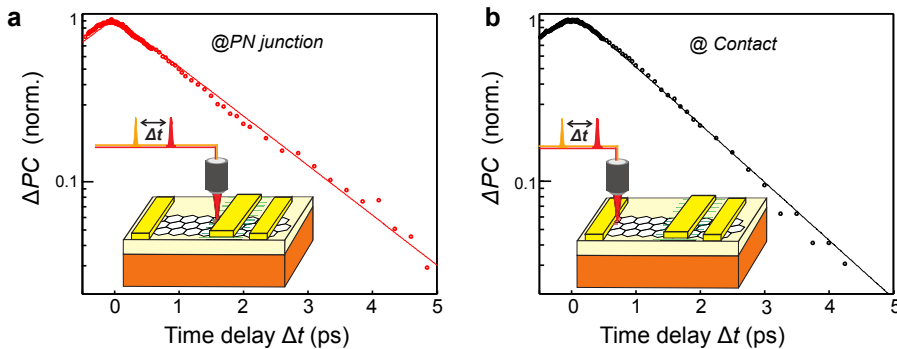 a
@PN junction
ΔPC (norm.)
1
0.1
Δt
0
1
2
3
4
5
Time delay Δt (ps)
b
@ Contact
ΔPC (norm.)
1
0.1
Δt
0
1
2
3
4
5
Time delay Δt (ps)